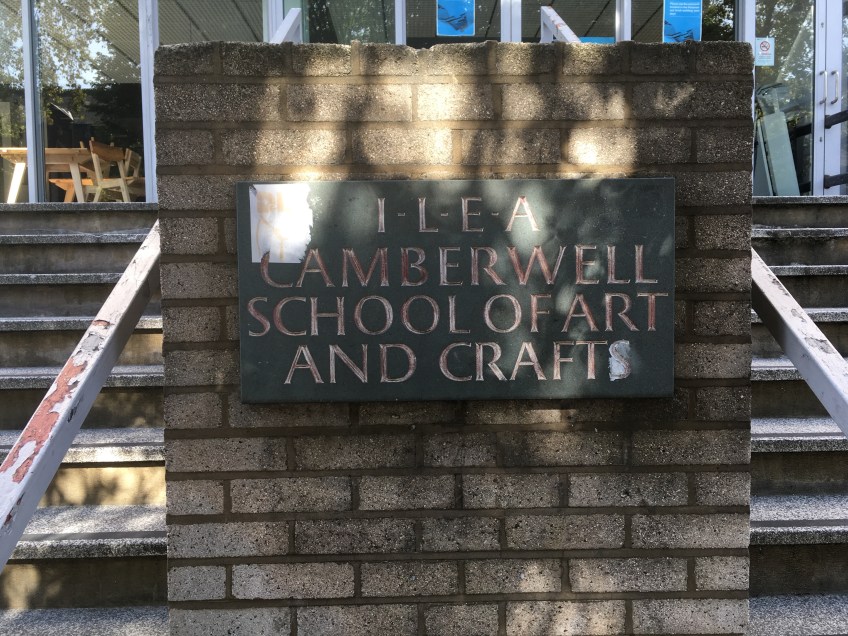 I-L-E-A
CAMBERWELL
SCHOOL OF ART
AND CRAFTS